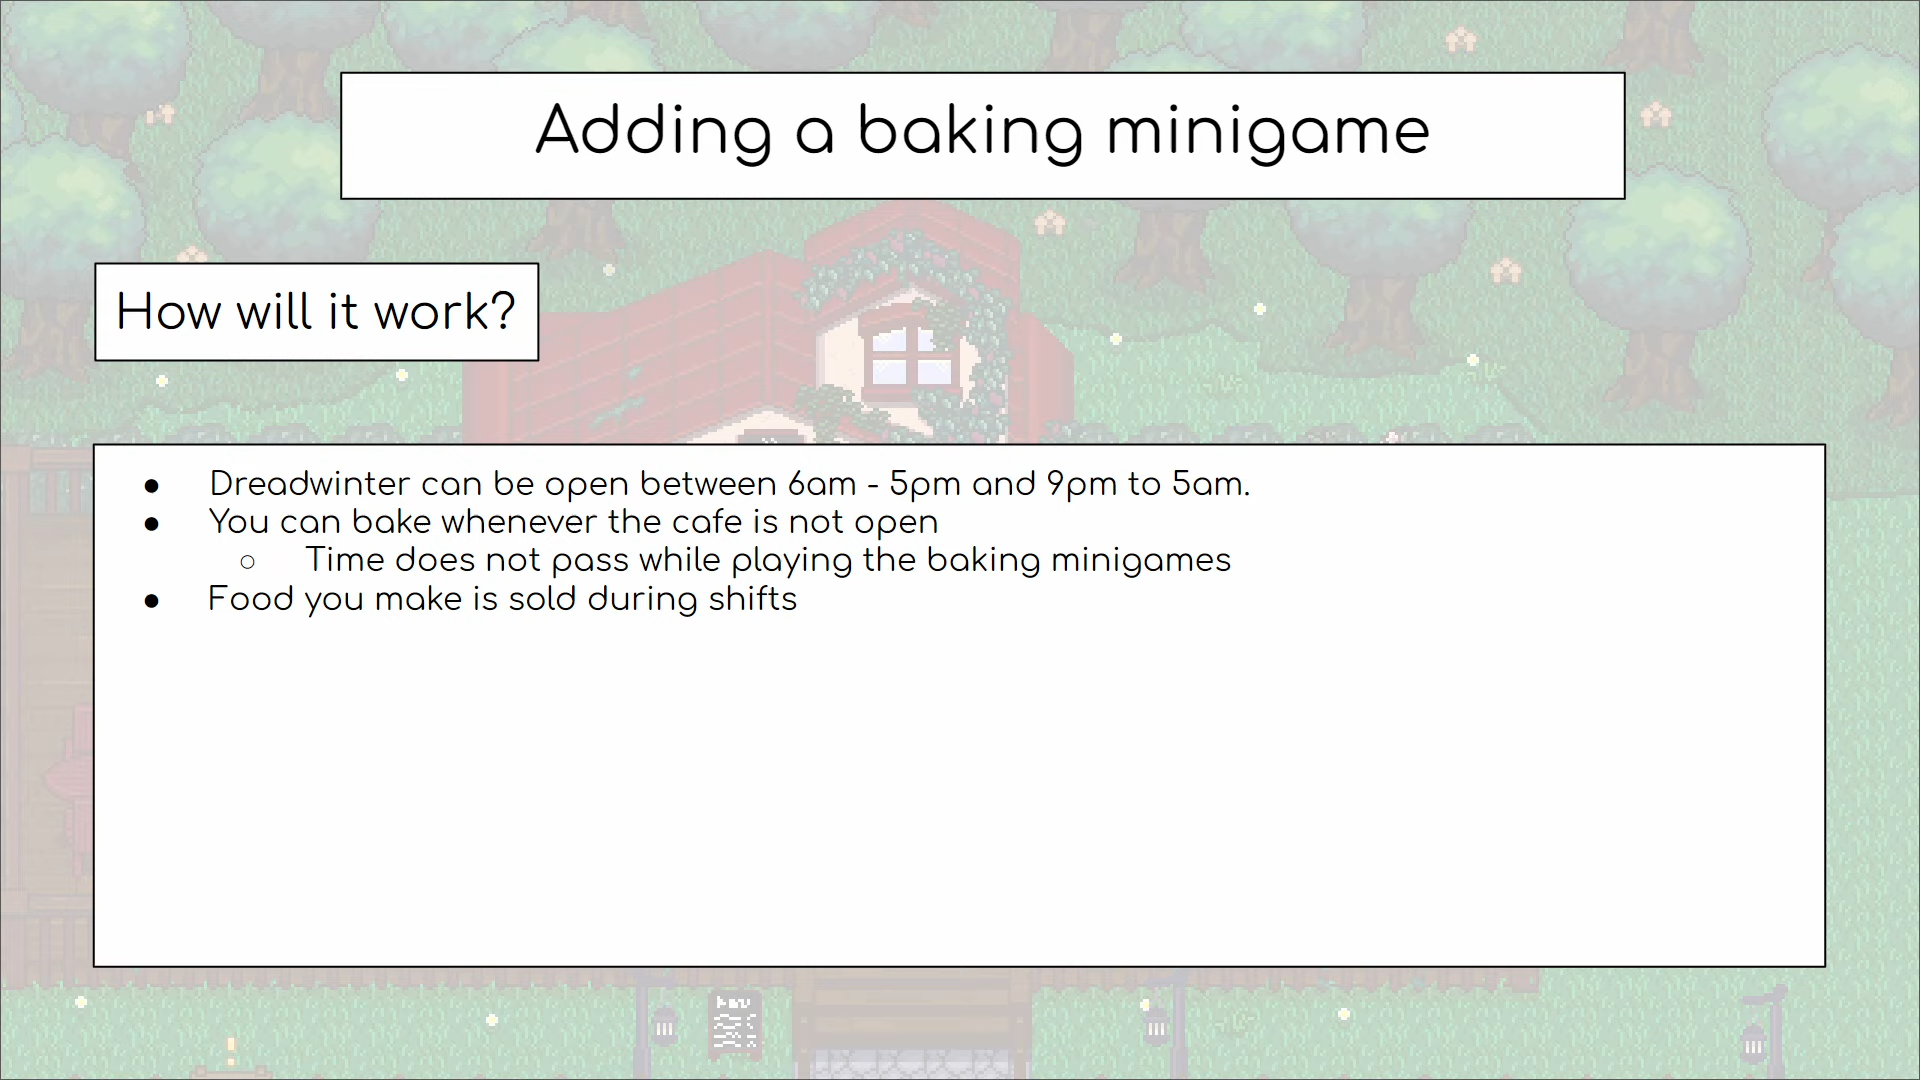 Adding a baking minigame
How will it work?
● Dreadwinter can be open between 6am - 5pm and 9pm to 5am.
● You can bake whenever the cafe is not open
○ Time does not pass while playing the baking minigames
● Food you make is sold during shifts